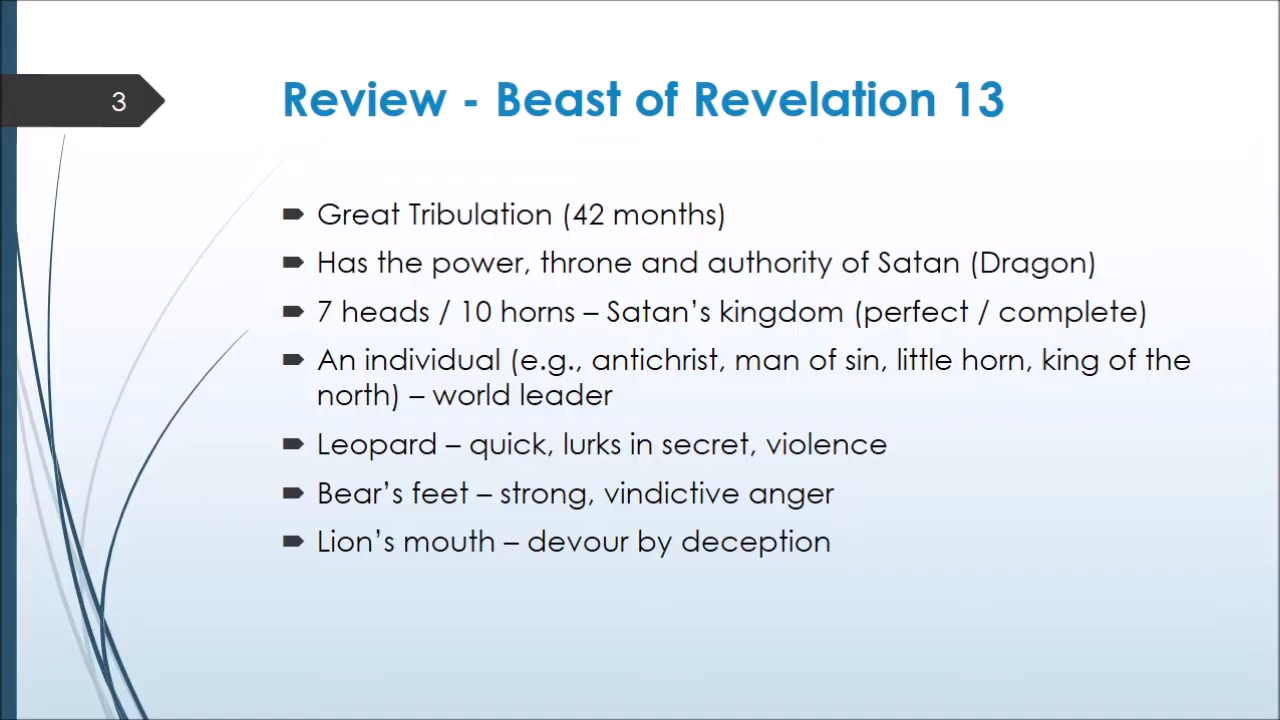 3
Review - Beast of Revelation 13
Great Tribulation (42 months)
Has the power, throne and authority of Satan (Dragon)
7 heads / 10 horns – Satan’s kingdom (perfect / complete)
An individual (e.g., antichrist, man of sin, little horn, king of the
north) – world leader
Leopard – quick, lurks in secret, violence
Bear’s feet – strong, vindictive anger
Lion’s mouth – devour by deception